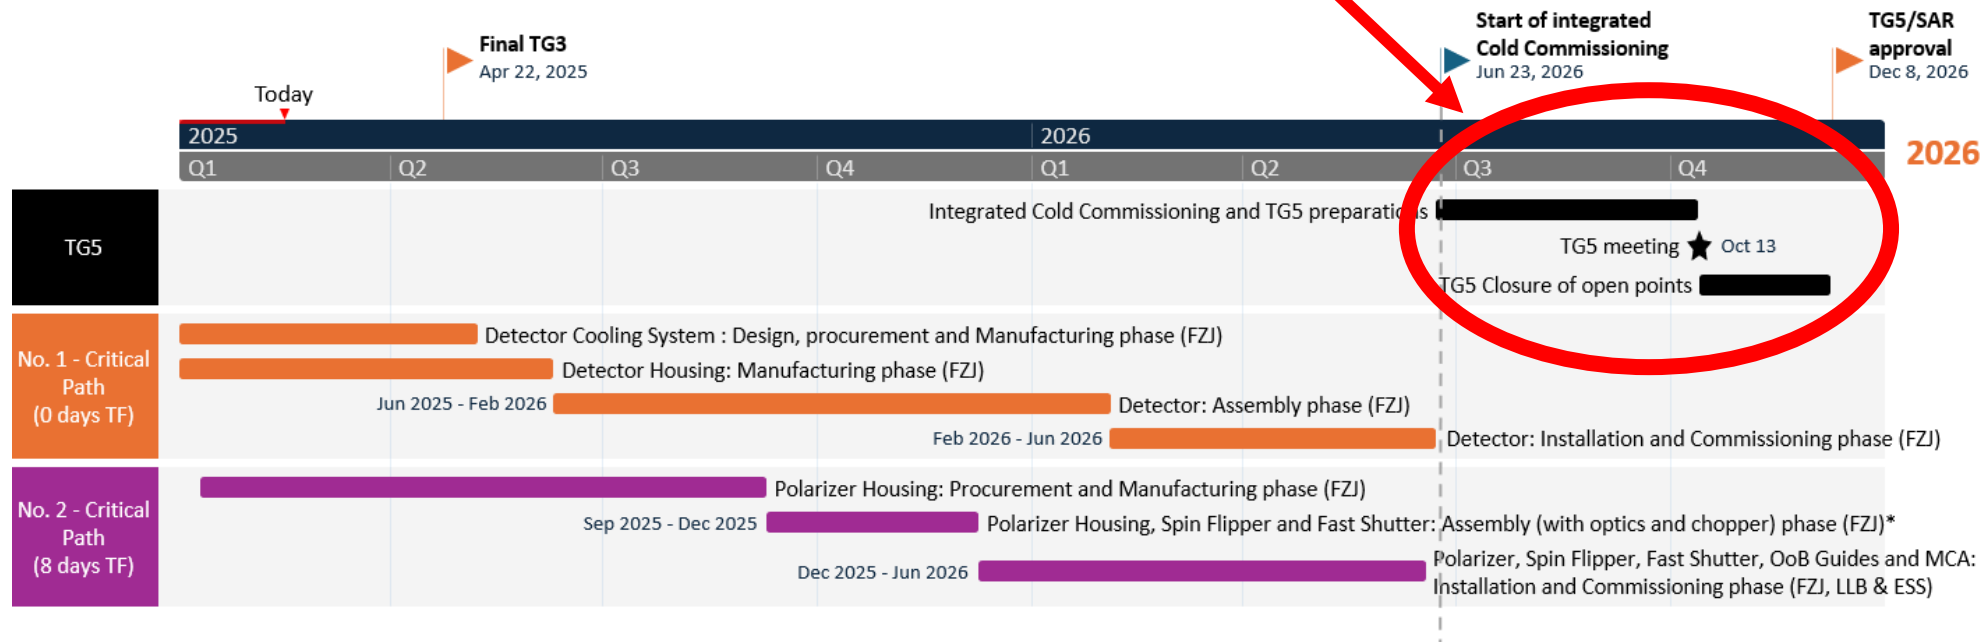 Final TG3
Apr 22, 2025
Start of integrated
Cold Commissioning
Jun 23, 2026
TG5/SAR
approval
Dec 8, 2026
Today
2025
2026
2026
Q1
Q2
Q3
Q4
Q1
Q2
Q3
Q4
TG5
Integrated Cold Commissioning and TG5 preparations
TG5 meeting
Oct 13
TG5 Closure of open points
No. 1 - Critical
Path
(0 days TF)
Detector Cooling System : Design, procurement and Manufacturing phase (FZJ)
Detector Housing: Manufacturing phase (FZJ)
Jun 2025 - Feb 2026
Detector: Assembly phase (FZJ)
Feb 2026 - Jun 2026
Detector: Installation and Commissioning phase (FZJ)
No. 2 - Critical
Path
(8 days TF)
Polarizer Housing: Procurement and Manufacturing phase (FZJ)
Sep 2025 - Dec 2025
Polarizer Housing, Spin Flipper and Fast Shutter: Assembly (with optics and chopper) phase (FZJ)*
Dec 2025 - Jun 2026
Polarizer, Spin Flipper, Fast Shutter, OoB Guides and MCA:
Installation and Commissioning phase (FZJ, LLB & ESS)